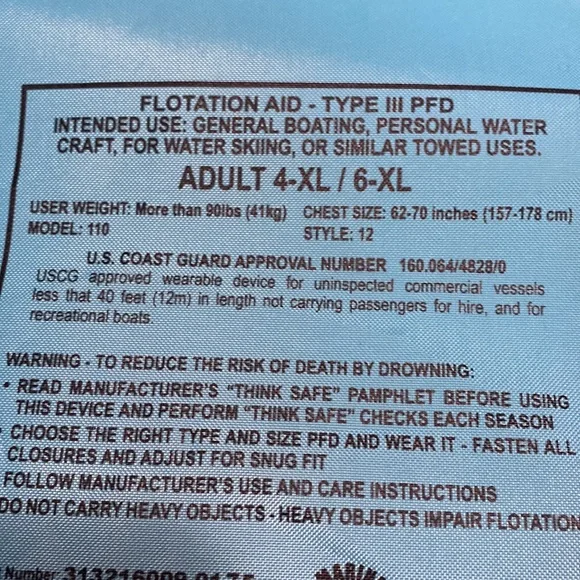 FLOTATION AID - TYPE III PFD
INTENDED USE: GENERAL BOATING, PERSONAL WATER
CRAFT, FOR WATER SKIING, OR SIMILAR TOWED USES.
ADULT 4-XL / 6-XL
USER WEIGHT: More than 90lbs (41kg) CHEST SIZE: 62-70 inches (157-178 cm)
MODEL: 110 STYLE: 12
U.S. COAST GUARD APPROVAL NUMBER 160.064/4828/0
USCG approved wearable device for uninspected commercial vessels
less that 40 feet (12m) in length not carrying passengers for hire, and for
recreational boats.
WARNING - TO REDUCE THE RISK OF DEATH BY DROWNING:
• READ MANUFACTURER'S "THINK SAFE" PAMPHLET BEFORE USING
THIS DEVICE AND PERFORM "THINK SAFE" CHECKS EACH SEASON
• CHOOSE THE RIGHT TYPE AND SIZE PFD AND WEAR IT - FASTEN ALL
CLOSURES AND ADJUST FOR SNUG FIT
FOLLOW MANUFACTURER'S USE AND CARE INSTRUCTIONS
DO NOT CARRY HEAVY OBJECTS - HEAVY OBJECTS IMPAIR FLOTATION
Number